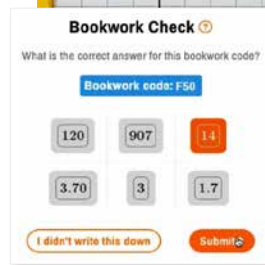 Bookwork Check ?
What is the correct answer for this bookwork code?
Bookwork code: F50
120 907 14
3.70 3 1.7
I didn't write this down Submit